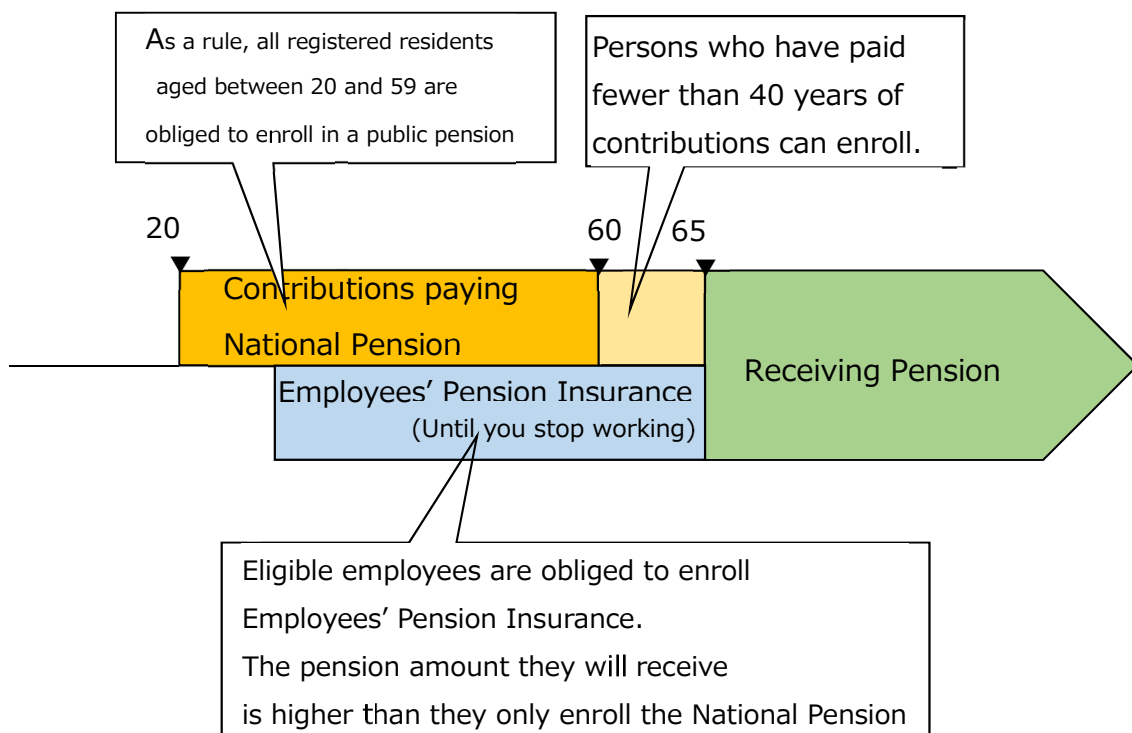 As a rule, all registered residents
aged between 20 and 59 are
obliged to enroll in a public pension
Persons who have paid
fewer than 40 years of
contributions can enroll.
20
60
65
Contributions paying
National Pension
Employees’ Pension Insurance
(Until you stop working)
Receiving Pension
Eligible employees are obliged to enroll
Employees’ Pension Insurance.
The pension amount they will receive
is higher than they only enroll the National Pension